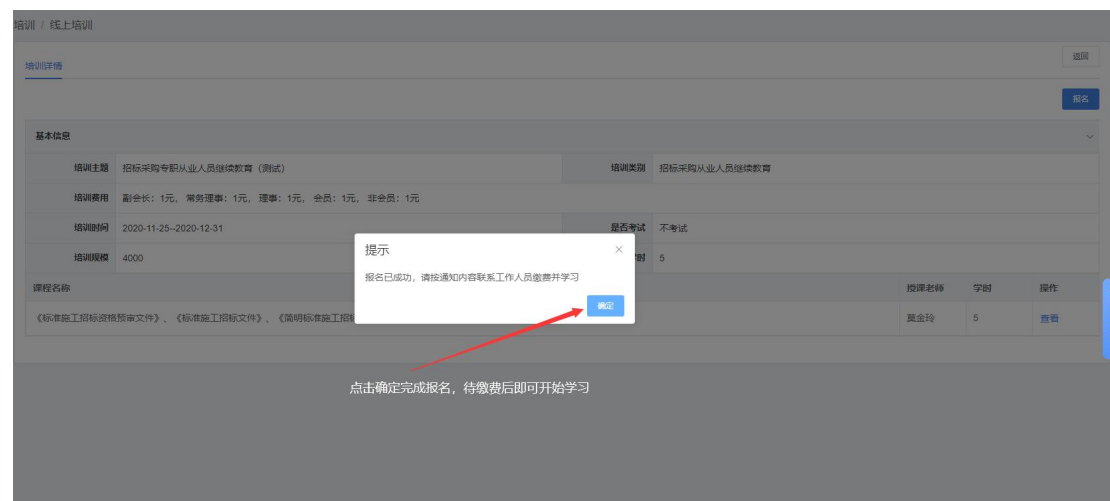 培训 / 线上培训
返回
培训详情
报名
基本信息
培训主题 招标采购专职从业人员继续教育（测试） 培训类别 招标采购从业人员继续教育
培训费用 副会长：1元, 常务理事：1元, 理事：1元, 会员：1元, 非会员：1元
培训时间 2020-11-25--2020-12-31 是否考试 不考试
提示
培训规模 4000 时 5
报名已成功，请按通知内容联系工作人员缴费并学习
课程名称 授课老师 学时 操作
确定
《标准施工招标资格预审文件》、《标准施工招标文件》、《简明标准施工招标 莫金玲 5 查看
点击确定完成报名，待缴费后即可开始学习